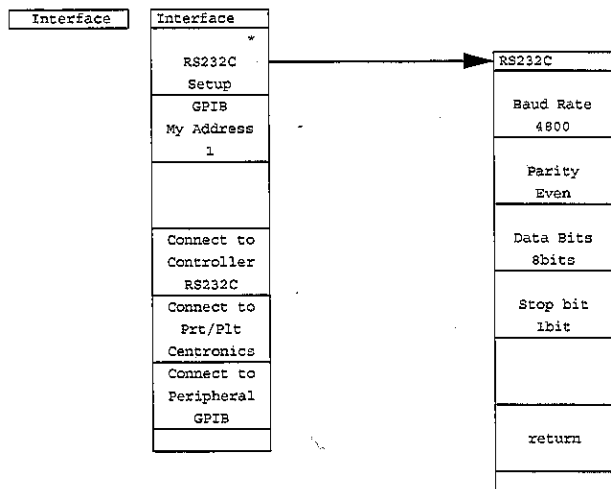 Interface
Interface
*
RS232C
Setup
GPIB
My Address
1
Connect to
Controller
RS232C
Connect to
Prt/Plt
Centronics
Connect to
Peripheral
GPIB
RS232C
Baud Rate
4800
Parity
Even
Data Bits
8bits
Stop bit
1bit
return